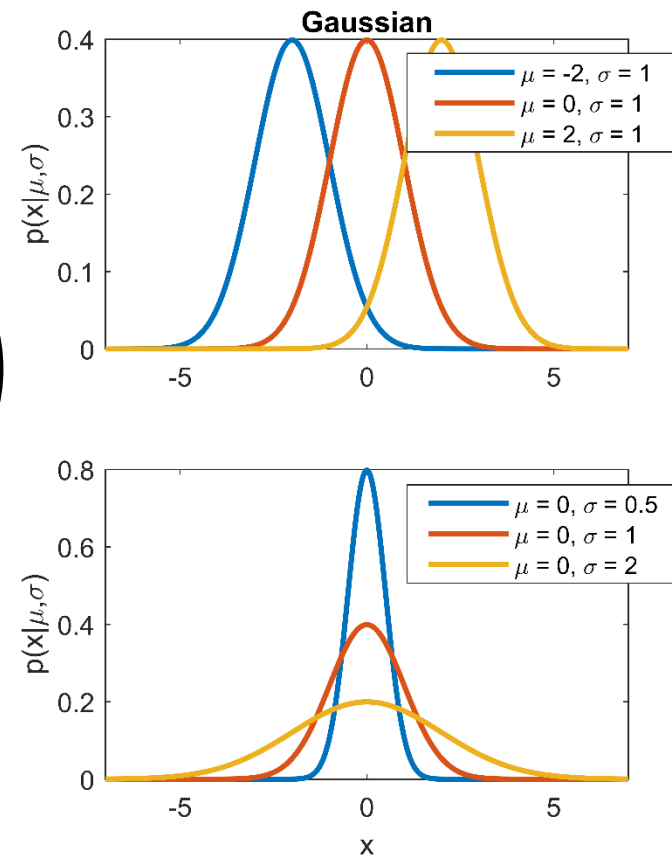 Gaussian
0.4
0.3
0.2
0.1
0
p(x|μ,σ)
μ = -2, σ = 1
μ = 0, σ = 1
μ = 2, σ = 1
-5 0 5
)
0.8
0.6
0.4
0.2
0
p(x|μ,σ)
μ = 0, σ = 0.5
μ = 0, σ = 1
μ = 0, σ = 2
-5 0 5
x